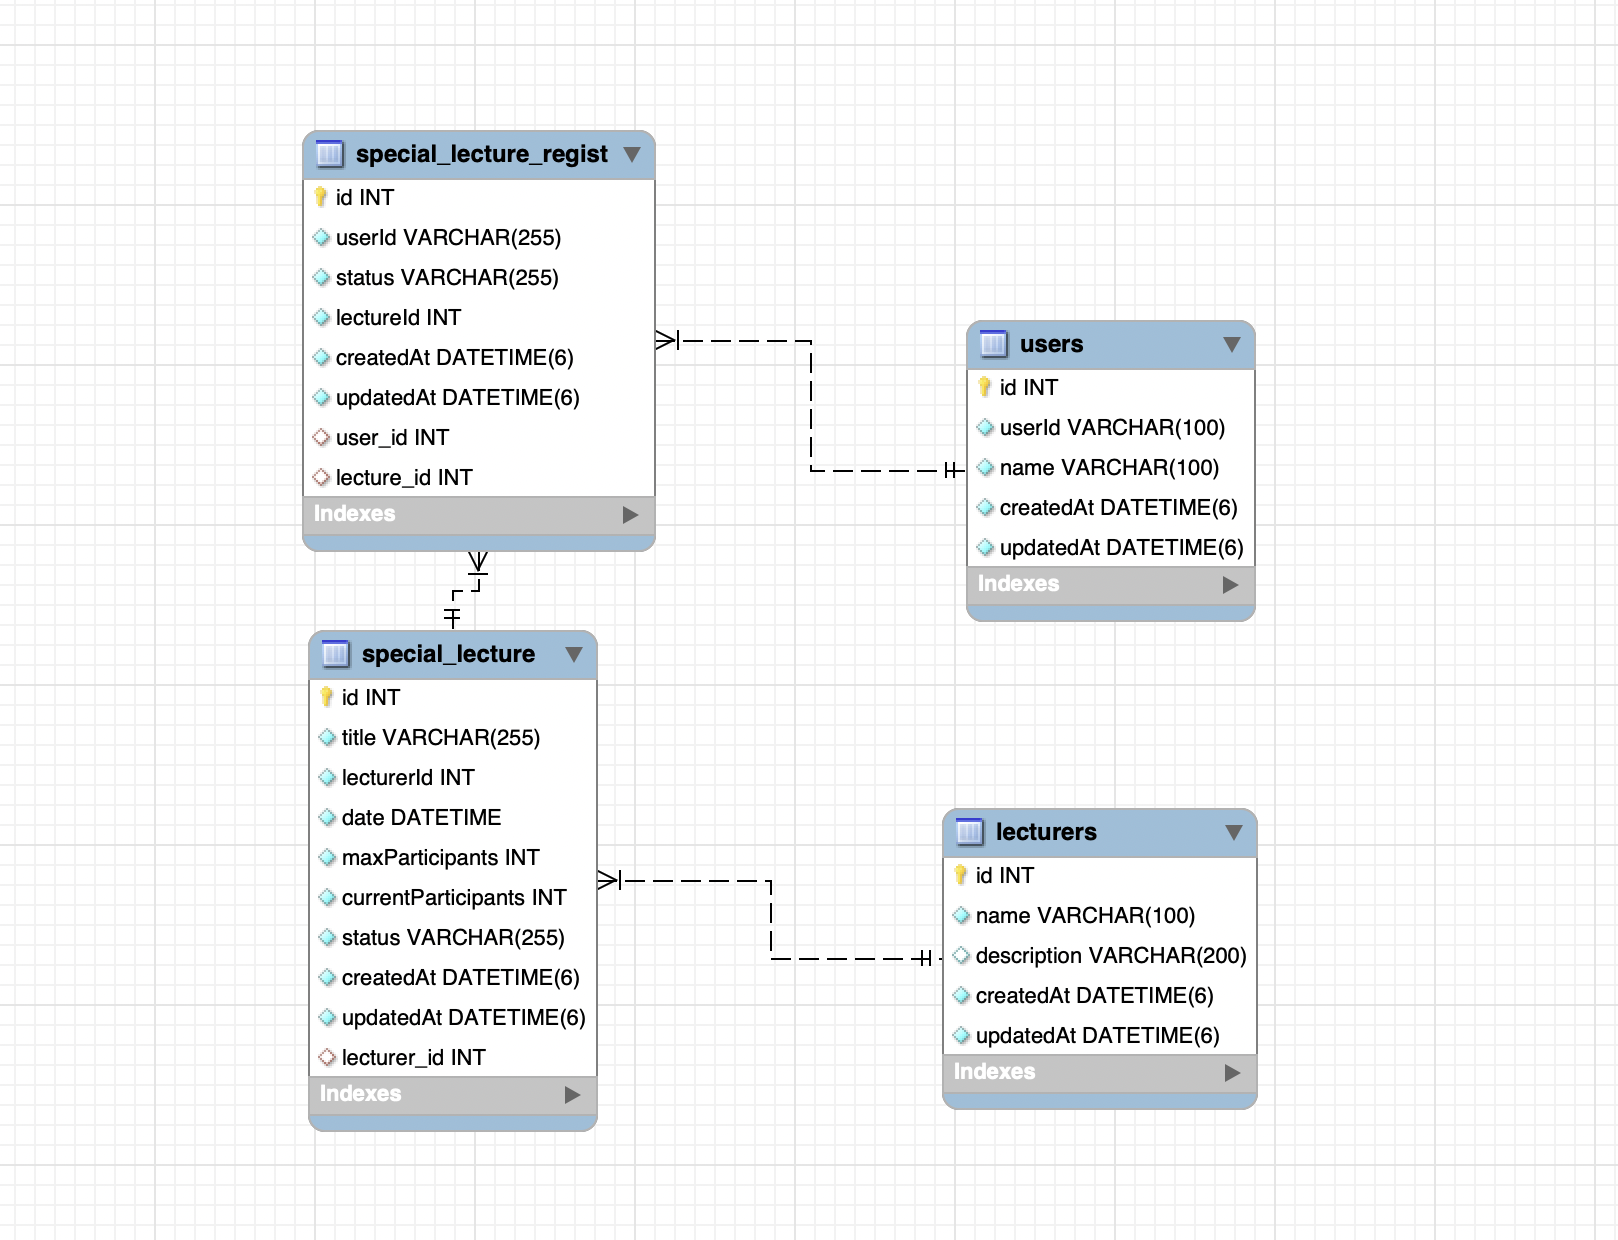 special_lecture_regist
id INT
userId VARCHAR(255)
status VARCHAR(255)
lectureId INT
createdAt DATETIME(6)
updatedAt DATETIME(6)
user_id INT
lecture_id INT
Indexes
users
id INT
userId VARCHAR(100)
name VARCHAR(100)
createdAt DATETIME(6)
updatedAt DATETIME(6)
Indexes
special_lecture
id INT
title VARCHAR(255)
lecturerId INT
date DATETIME
maxParticipants INT
currentParticipants INT
status VARCHAR(255)
createdAt DATETIME(6)
updatedAt DATETIME(6)
lecturer_id INT
Indexes
lecturers
id INT
name VARCHAR(100)
description VARCHAR(200)
createdAt DATETIME(6)
updatedAt DATETIME(6)
Indexes